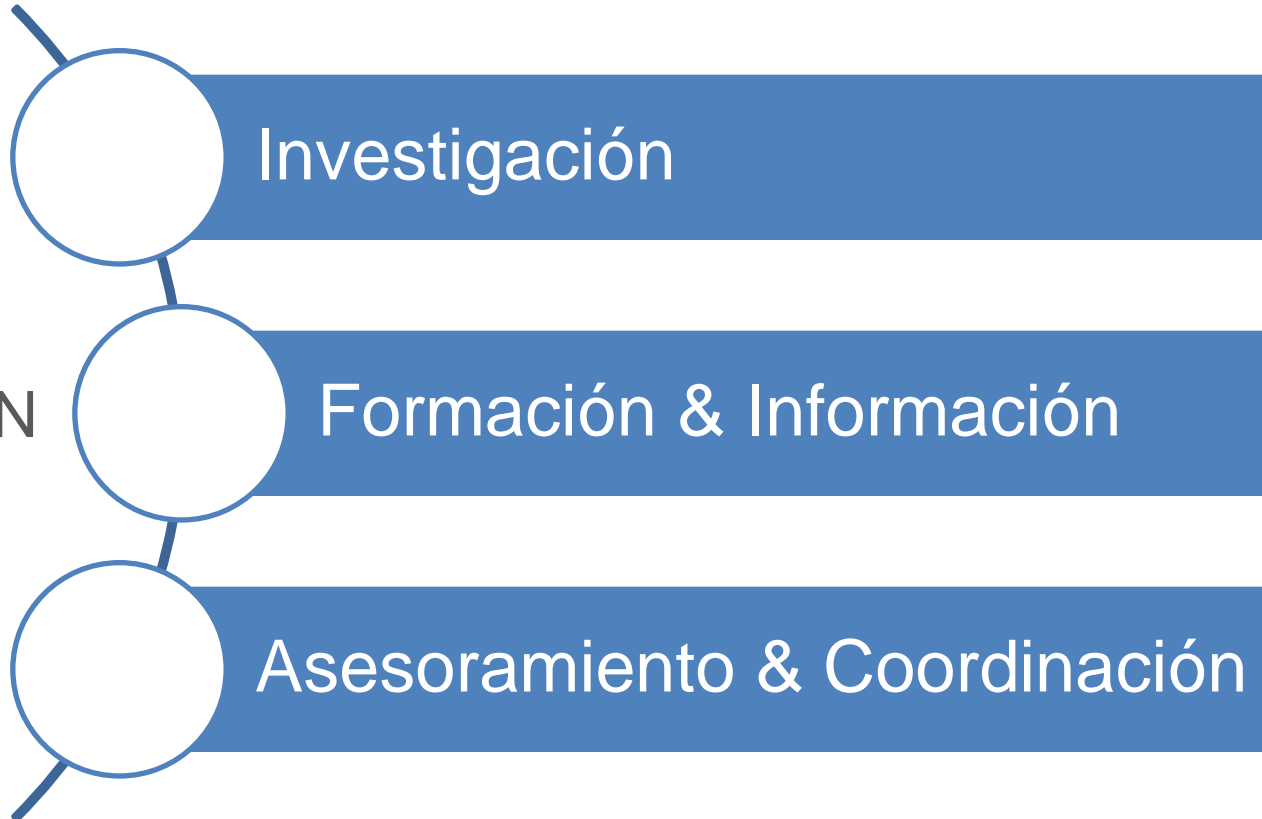 Investigación
N
Formación & Información
Asesoramiento & Coordinación